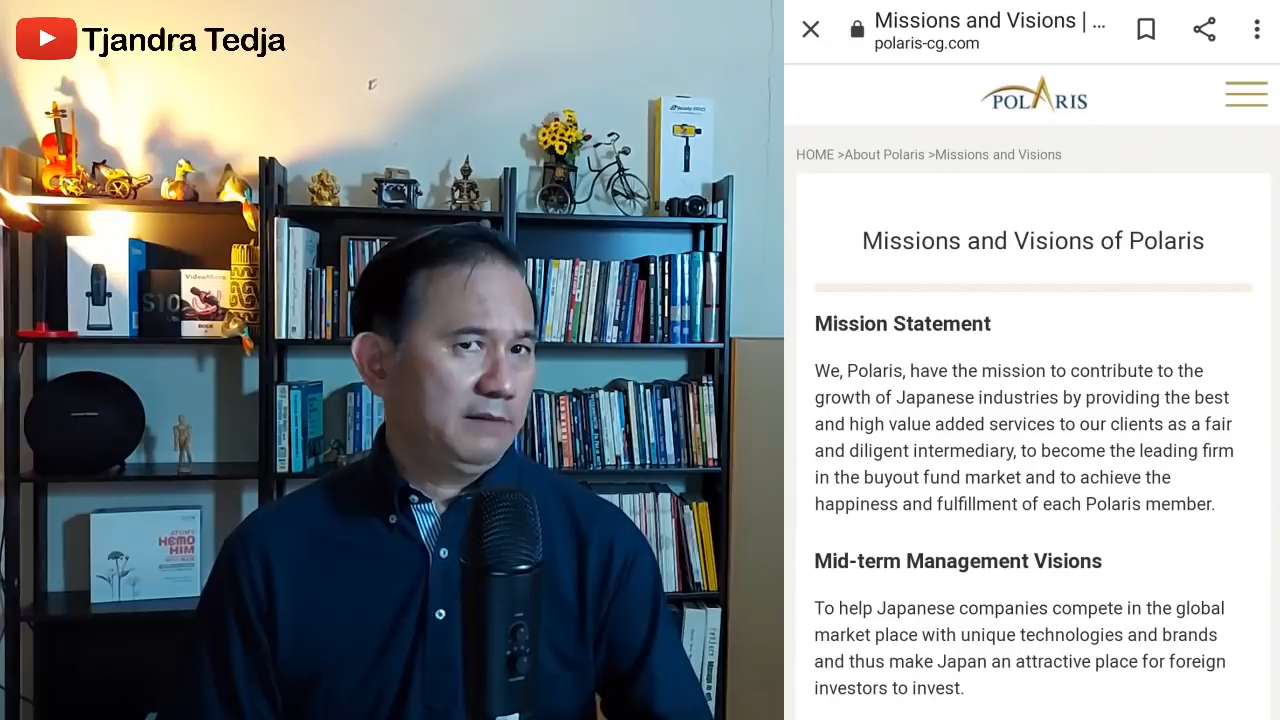 Tjandra Tedja
VideoMicro
RODE
S10
ATOMY
HEMO
HIM
Missions and Visions | ...
polaris-cg.com
POLARIS
HOME >About Polaris >Missions and Visions
Missions and Visions of Polaris
Mission Statement
We, Polaris, have the mission to contribute to the
growth of Japanese industries by providing the best
and high value added services to our clients as a fair
and diligent intermediary, to become the leading firm
in the buyout fund market and to achieve the
happiness and fulfillment of each Polaris member.
Mid-term Management Visions
To help Japanese companies compete in the global
market place with unique technologies and brands
and thus make Japan an attractive place for foreign
investors to invest.